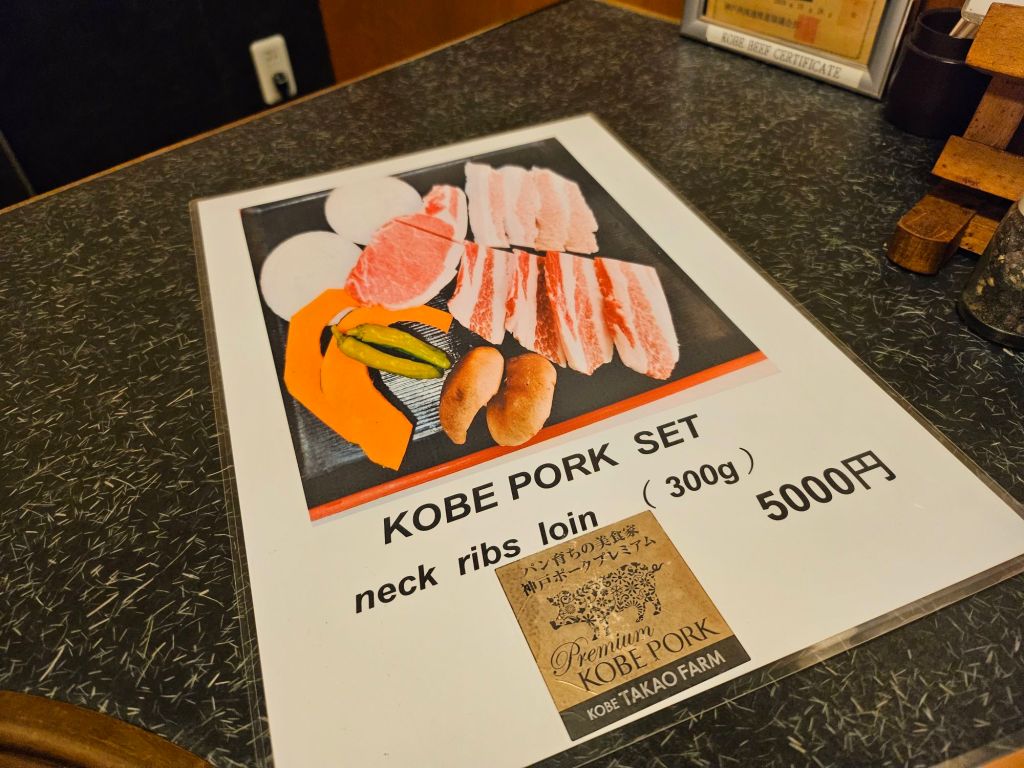 KOBE BEEF CERTIFICATE
KOBE PORK SET
neck ribs loin (300g)
5000円
パン育ちの美食家
神戸ポークプレミアム
Premium
KOBE PORK
KOBE TAKAO FARM